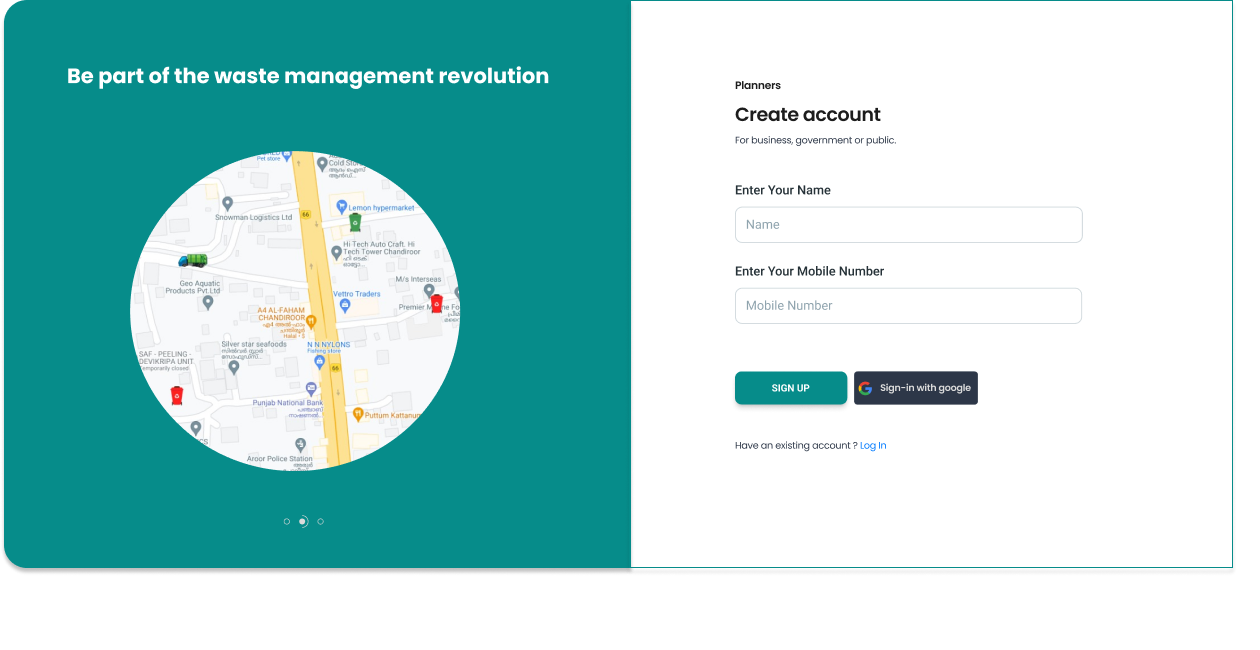 Be part of the waste management revolution
Pet store
Cold Stor
Snowman Logistics Ltd
66
Lemon hypermarket
Hi Tech Auto Craft. Hi
Tech Tower Chandiroor
Geo Aquatic
Products Pvt.Ltd
M/s Interseas
Vettro Traders
Premier M
ne Fo
A4 AL-FAHAM
CHANDIROOR
Halal • $
Silver star seafoods
N N NYLONS
Fishing store
SAF - PEELING -
DEVIKRIPA UNIT
Temporarily closed
66
Punjab National Bank
Puttum Kattanum
CS
Aroor Police Station
Planners
Create account
For business, government or public.
Enter Your Name
Name
Enter Your Mobile Number
Mobile Number
SIGN UP
Sign-in with google
Have an existing account ? Log In